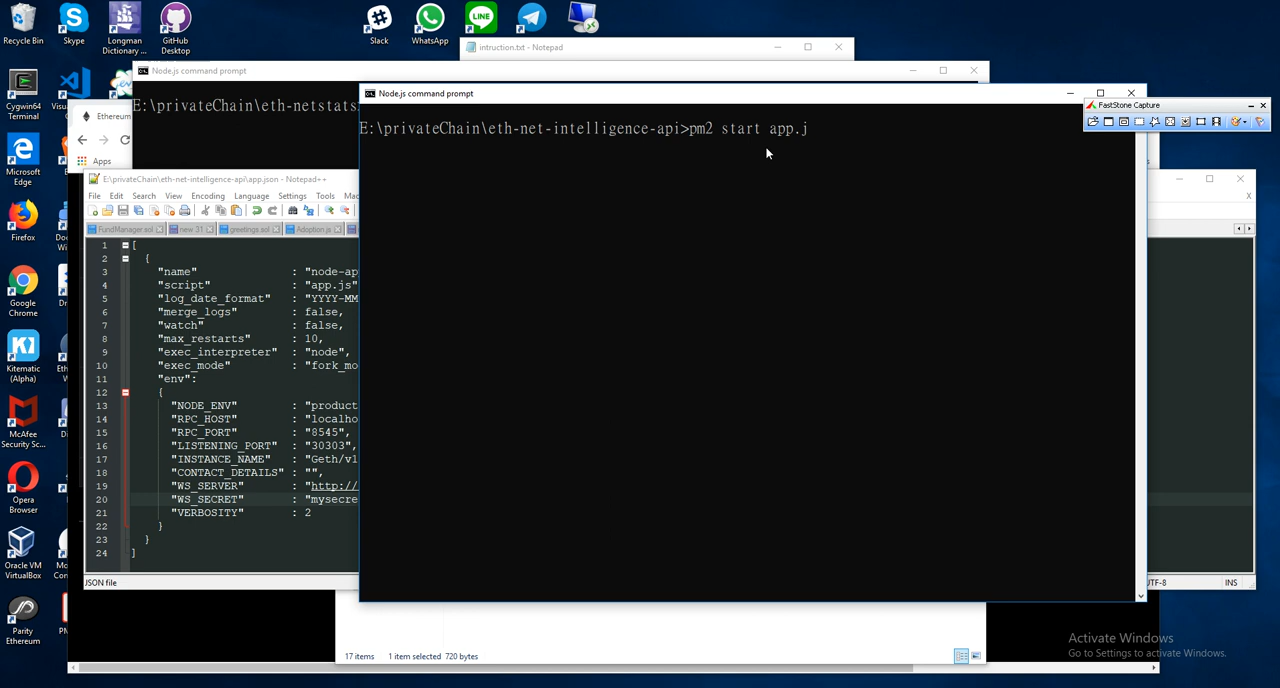 Recycle Bin
Skype
Longman
Dictionary ...
GitHub
Desktop
Slack
WhatsApp
LINE
Telegram
intruction.txt - Notepad
Node.js command prompt
E:\privateChain\eth-netstats
Node.js command prompt
E:\privateChain\eth-net-intelligence-api>pm2 start app.j
FastStone Capture
Cygwin64
Terminal
Ethereum
Apps
Microsoft
Edge
Firefox
Google
Chrome
Kitematic
(Alpha)
McAfee
Security Sc...
Opera
Browser
Oracle VM
VirtualBox
Parity
Ethereum
E:\privateChain\eth-net-intelligence-api\app.json - Notepad++
File Edit Search View Encoding Language Settings Tools Mac
X
FundManager.sol new 31 greetings.sol Adoption.js
1 [
2 {
3 "name" : "node-ap
4 "script" : "app.js"
5 "log_date_format" : "YYYY-MM
6 "merge_logs" : false,
7 "watch" : false,
8 "max_restarts" : 10,
9 "exec_interpreter" : "node",
10 "exec_mode" : "fork_mo
11 "env":
12 {
13 "NODE_ENV" : "product
14 "RPC_HOST" : "localho
15 "RPC_PORT" : "8545",
16 "LISTENING_PORT" : "30303",
17 "INSTANCE_NAME" : "Geth/v1
18 "CONTACT_DETAILS" : "",
19 "WS_SERVER" : "http://
20 "WS_SECRET" : "mysecre
21 "VERBOSITY" : 2
22 }
23 }
24 ]
JSON file
UTF-8
INS
17 items 1 item selected 720 bytes
Activate Windows
Go to Settings to activate Windows.